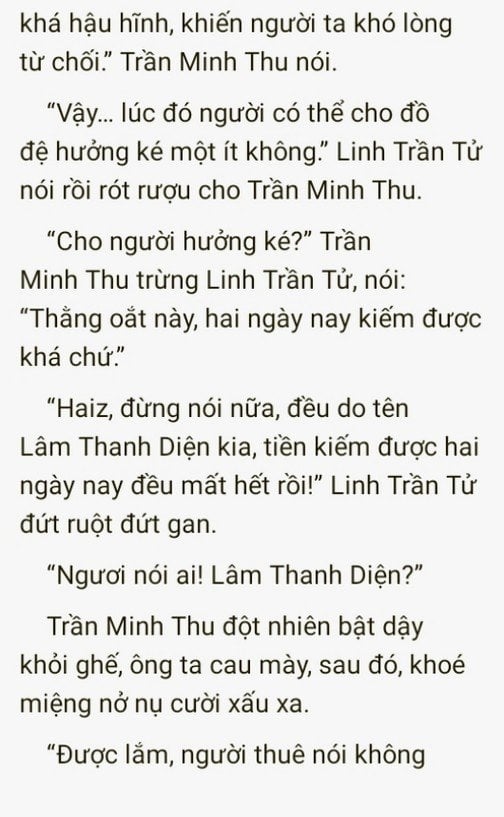 khá hậu hĩnh, khiến người ta khó lòng
từ chối.” Trần Minh Thu nói.
“Vậy... lúc đó người có thể cho đồ
đệ hưởng ké một ít không.” Linh Trần Tử
nói rồi rót rượu cho Trần Minh Thu.
“Cho người hưởng ké?” Trần
Minh Thu trừng Linh Trần Tử, nói:
“Thằng oắt này, hai ngày nay kiếm được
khá chứ.”
“Haiz, đừng nói nữa, đều do tên
Lâm Thanh Diện kia, tiền kiếm được hai
ngày nay đều mất hết rồi!” Linh Trần Tử
đứt ruột đứt gan.
“Ngươi nói ai! Lâm Thanh Diện?”
Trần Minh Thu đột nhiên bật dậy
khỏi ghế, ông ta cau mày, sau đó, khoé
miệng nở nụ cười xấu xa.
“Được lắm, người thuê nói không